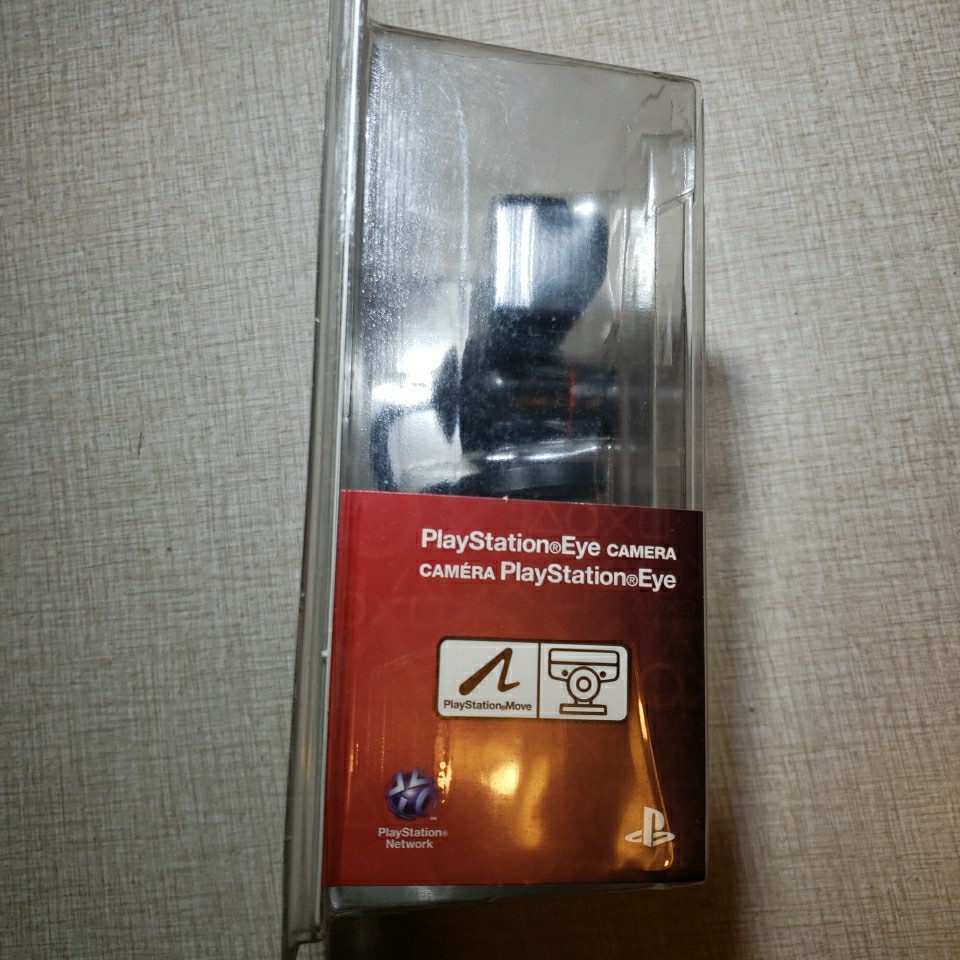 PlayStation®Eye CAMERA
CAMÉRA PlayStation®Eye
PlayStation®Move
PlayStation®
Network